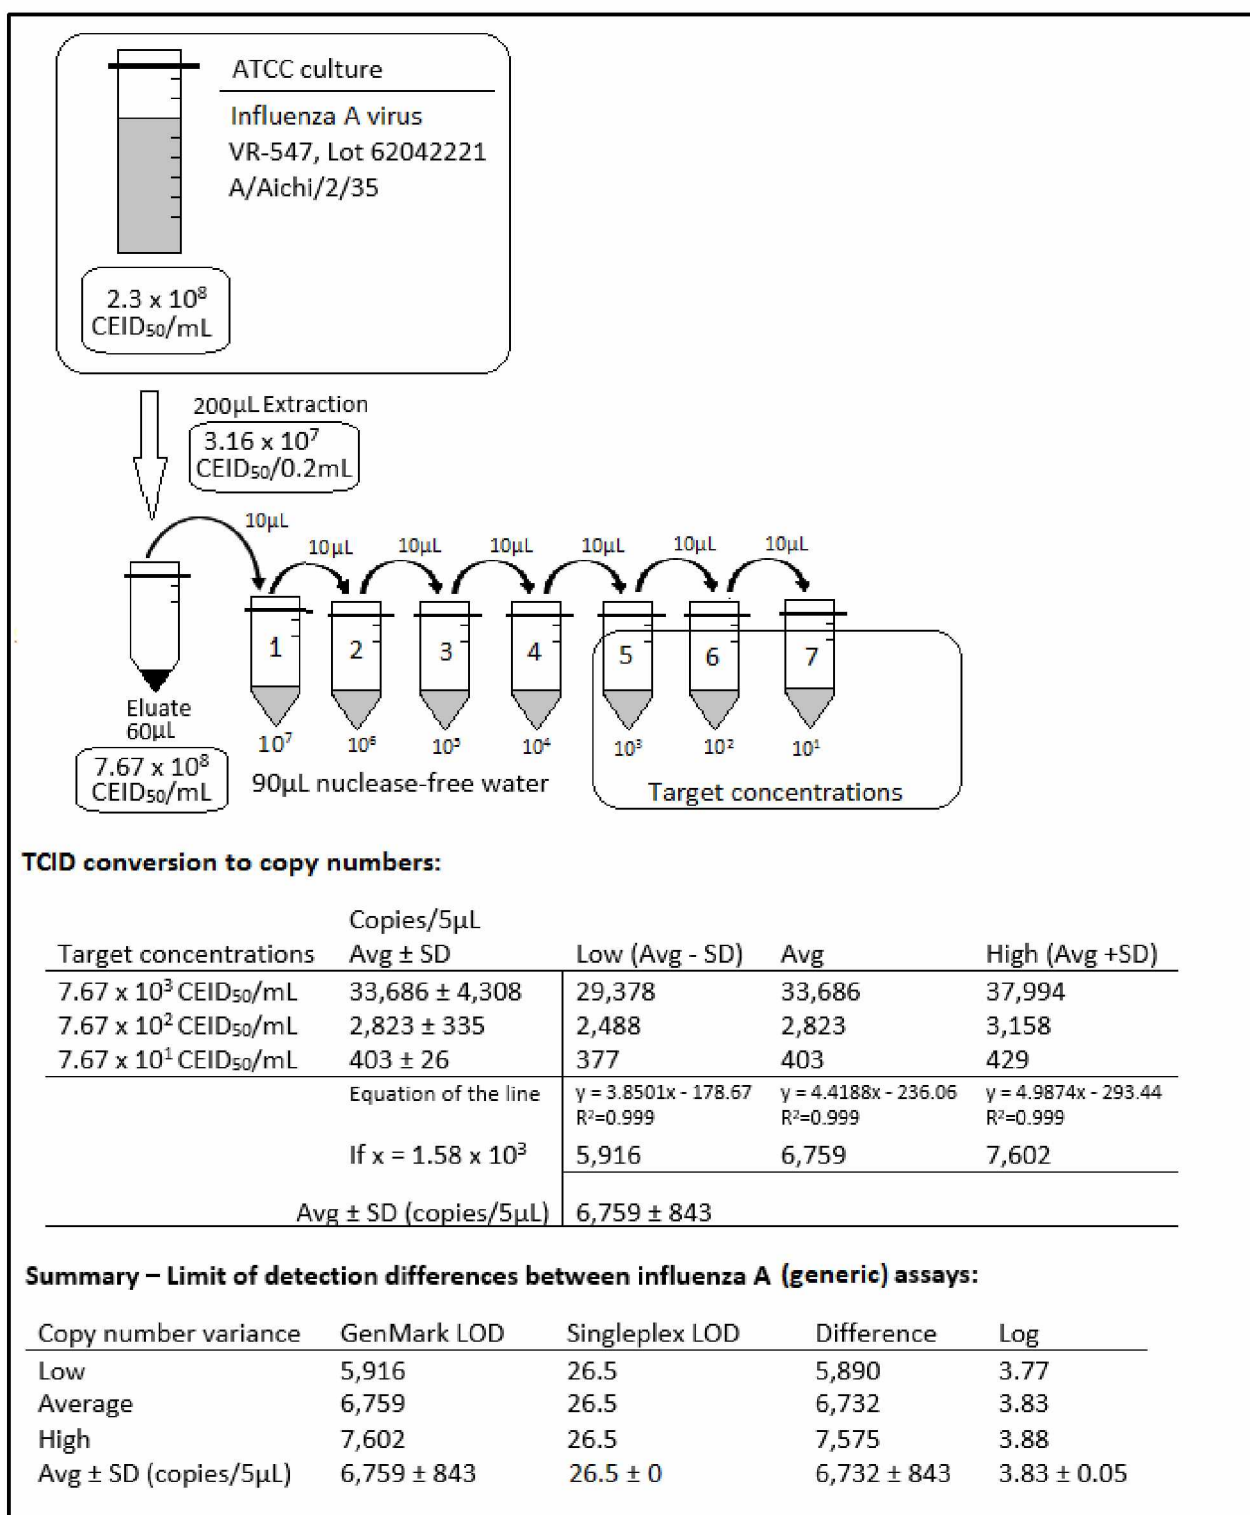 ATCC culture
Influenza A virus
VR-547, Lot 62042221
A/Aichi/2/35
2.3 x 10⁸
CEID₅₀/mL
200µL Extraction
3.16 x 10⁷
CEID₅₀/0.2mL
10µL
10µL 10µL 10µL 10µL 10µL 10µL
1 2 3 4 5 6 7
Eluate
60µL
10⁷ 10⁶ 10⁵ 10⁴ 10³ 10² 10¹
7.67 x 10⁸
CEID₅₀/mL
90µL nuclease-free water
Target concentrations
TCID conversion to copy numbers:
Copies/5µL
Target concentrations Avg ± SD Low (Avg - SD) Avg High (Avg +SD)
7.67 x 10³ CEID₅₀/mL 33,686 ± 4,308 29,378 33,686 37,994
7.67 x 10² CEID₅₀/mL 2,823 ± 335 2,488 2,823 3,158
7.67 x 10¹ CEID₅₀/mL 403 ± 26 377 403 429
Equation of the line y = 3.8501x - 178.67 y = 4.4188x - 236.06 y = 4.9874x - 293.44
R²=0.999 R²=0.999 R²=0.999
If x = 1.58 x 10³ 5,916 6,759 7,602
Avg ± SD (copies/5µL) 6,759 ± 843
Summary – Limit of detection differences between influenza A (generic) assays:
Copy number variance GenMark LOD Singleplex LOD Difference Log
Low 5,916 26.5 5,890 3.77
Average 6,759 26.5 6,732 3.83
High 7,602 26.5 7,575 3.88
Avg ± SD (copies/5µL) 6,759 ± 843 26.5 ± 0 6,732 ± 843 3.83 ± 0.05